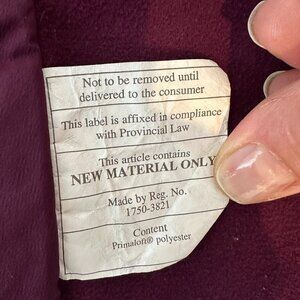 Not to be removed until
delivered to the consumer
This label is affixed in compliance
with Provincial Law
This article contains
NEW MATERIAL ONLY
Made by Reg. No.
1750-3821
Content
Primaloft® polyester